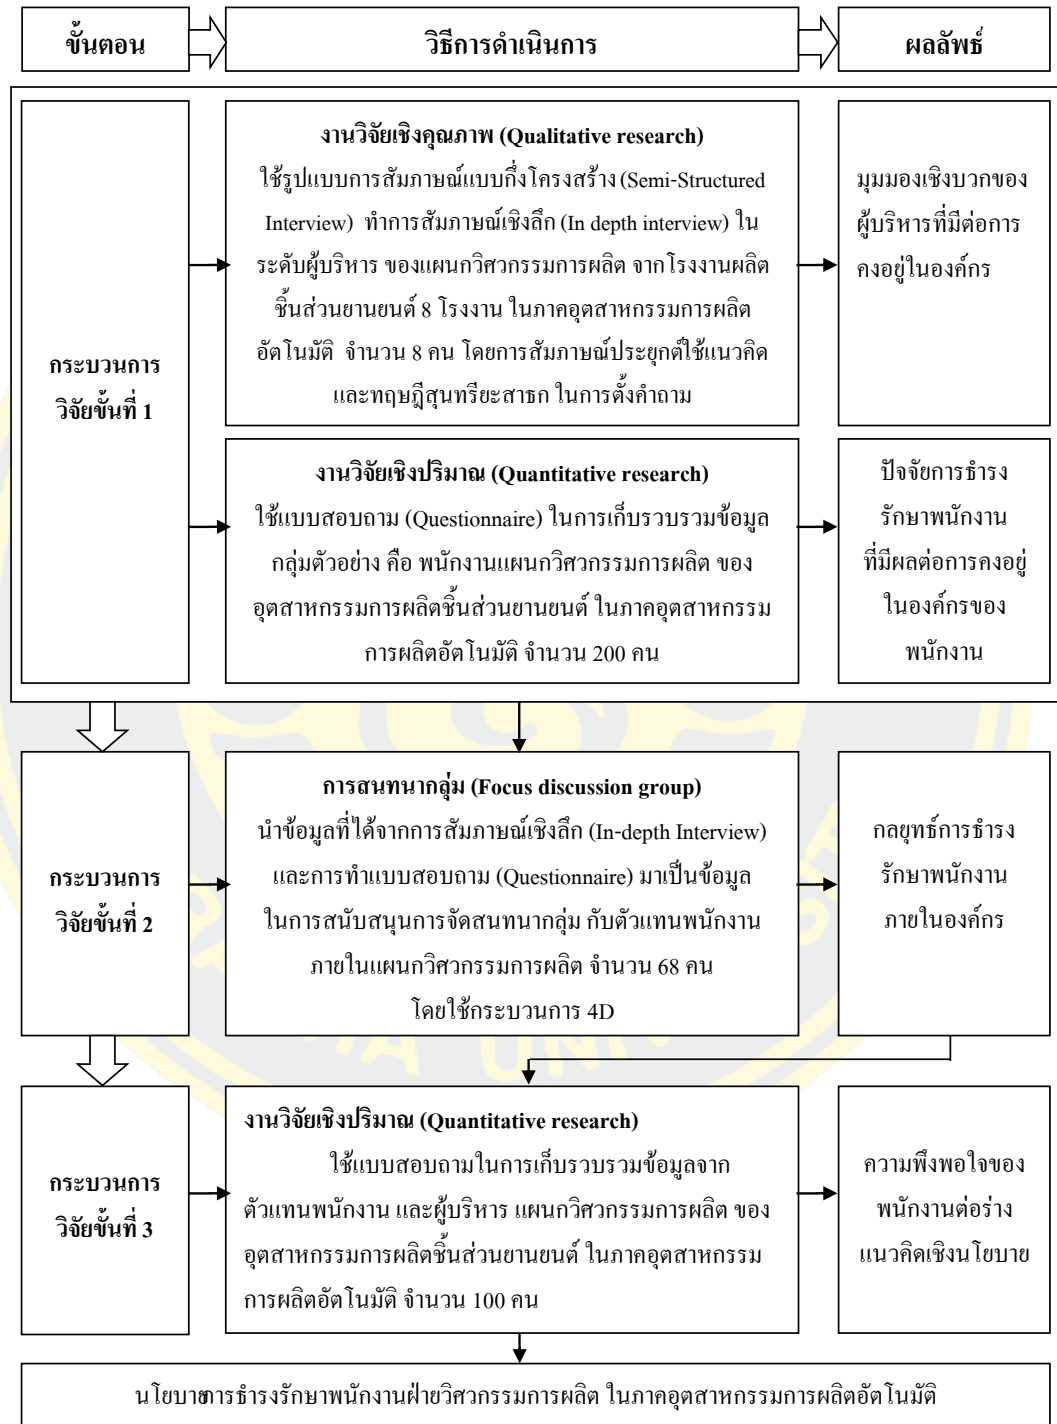 ขั้นตอน
วิธีการดำเนินการ
ผลลัพธ์
กระบวนการ
วิจัยขั้นที่ 1
งานวิจัยเชิงคุณภาพ (Qualitative research)
ใช้รูปแบบการสัมภาษณ์แบบกึ่งโครงสร้าง (Semi-Structured
Interview) ทำการสัมภาษณ์เชิงลึก (In depth interview) ใน
ระดับผู้บริหาร ของแผนกวิศวกรรมการผลิต จากโรงงานผลิต
ชิ้นส่วนยานยนต์ 8 โรงงาน ในภาคอุตสาหกรรมการผลิต
อัตโนมัติ จำนวน 8 คน โดยการสัมภาษณ์ประยุกต์ใช้แนวคิด
และทฤษฎีสุนทรียะสาธก ในการตั้งคำถาม
มุมมองเชิงบวกของ
ผู้บริหารที่มีต่อการ
คงอยู่ในองค์กร
งานวิจัยเชิงปริมาณ (Quantitative research)
ใช้แบบสอบถาม (Questionnaire) ในการเก็บรวบรวมข้อมูล
กลุ่มตัวอย่าง คือ พนักงานแผนกวิศวกรรมการผลิต ของ
อุตสาหกรรมการผลิตชิ้นส่วนยานยนต์ ในภาคอุตสาหกรรม
การผลิตอัตโนมัติ จำนวน 200 คน
ปัจจัยการธำรง
รักษาพนักงาน
ที่มีผลต่อการคงอยู่
ในองค์กรของ
พนักงาน
กระบวนการ
วิจัยขั้นที่ 2
การสนทนากลุ่ม (Focus discussion group)
นำข้อมูลที่ได้จากการสัมภาษณ์เชิงลึก (In-depth Interview)
และการทำแบบสอบถาม (Questionnaire) มาเป็นข้อมูล
ในการสนับสนุนการจัดสนทนากลุ่ม กับตัวแทนพนักงาน
ภายในแผนกวิศวกรรมการผลิต จำนวน 68 คน
โดยใช้กระบวนการ 4D
กลยุทธ์การธำรง
รักษาพนักงาน
ภายในองค์กร
กระบวนการ
วิจัยขั้นที่ 3
งานวิจัยเชิงปริมาณ (Quantitative research)
ใช้แบบสอบถามในการเก็บรวบรวมข้อมูลจาก
ตัวแทนพนักงาน และผู้บริหาร แผนกวิศวกรรมการผลิต ของ
อุตสาหกรรมการผลิตชิ้นส่วนยานยนต์ ในภาคอุตสาหกรรม
การผลิตอัตโนมัติ จำนวน 100 คน
ความพึงพอใจของ
พนักงานต่อร่าง
แนวคิดเชิงนโยบาย
นโยบายการธำรงรักษาพนักงานฝ่ายวิศวกรรมการผลิต ในภาคอุตสาหกรรมการผลิตอัตโนมัติ